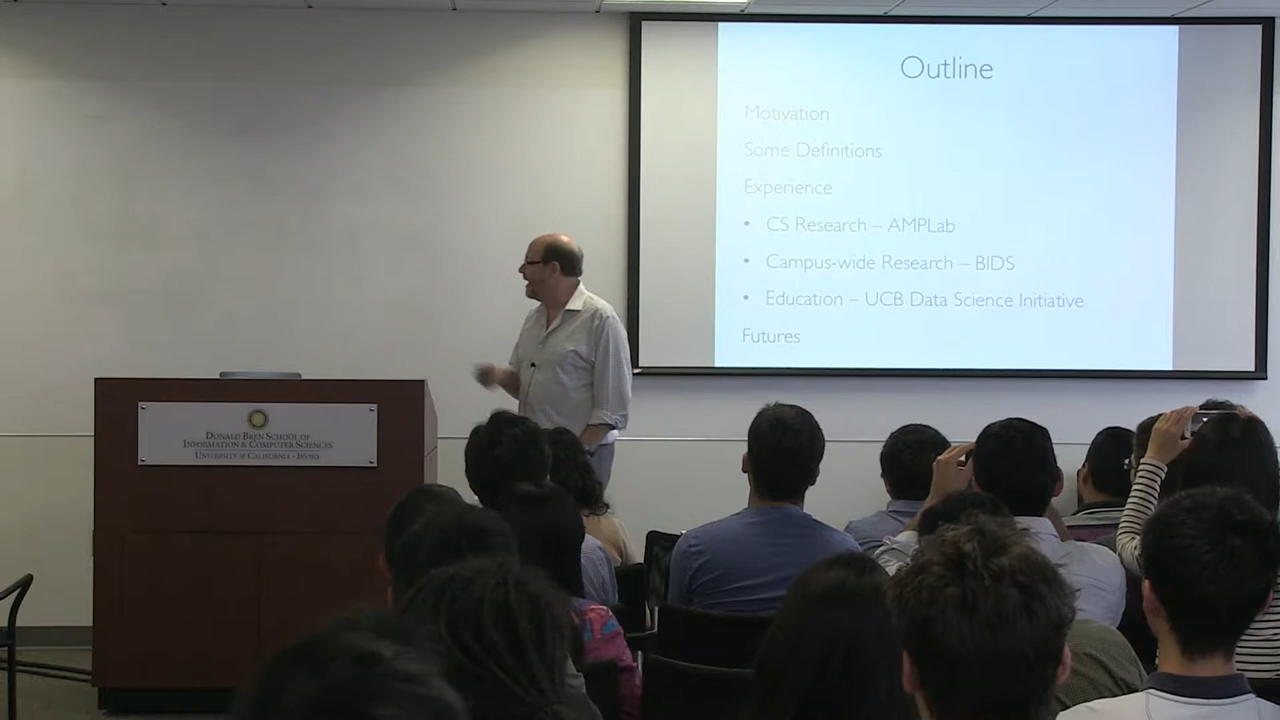 Outline
Motivation
Some Definitions
Experience
• CS Research – AMPLab
• Campus-wide Research – BIDS
• Education – UCB Data Science Initiative
Futures
DONALD BREN SCHOOL OF
INFORMATION & COMPUTER SCIENCES
UNIVERSITY of CALIFORNIA · IRVINE